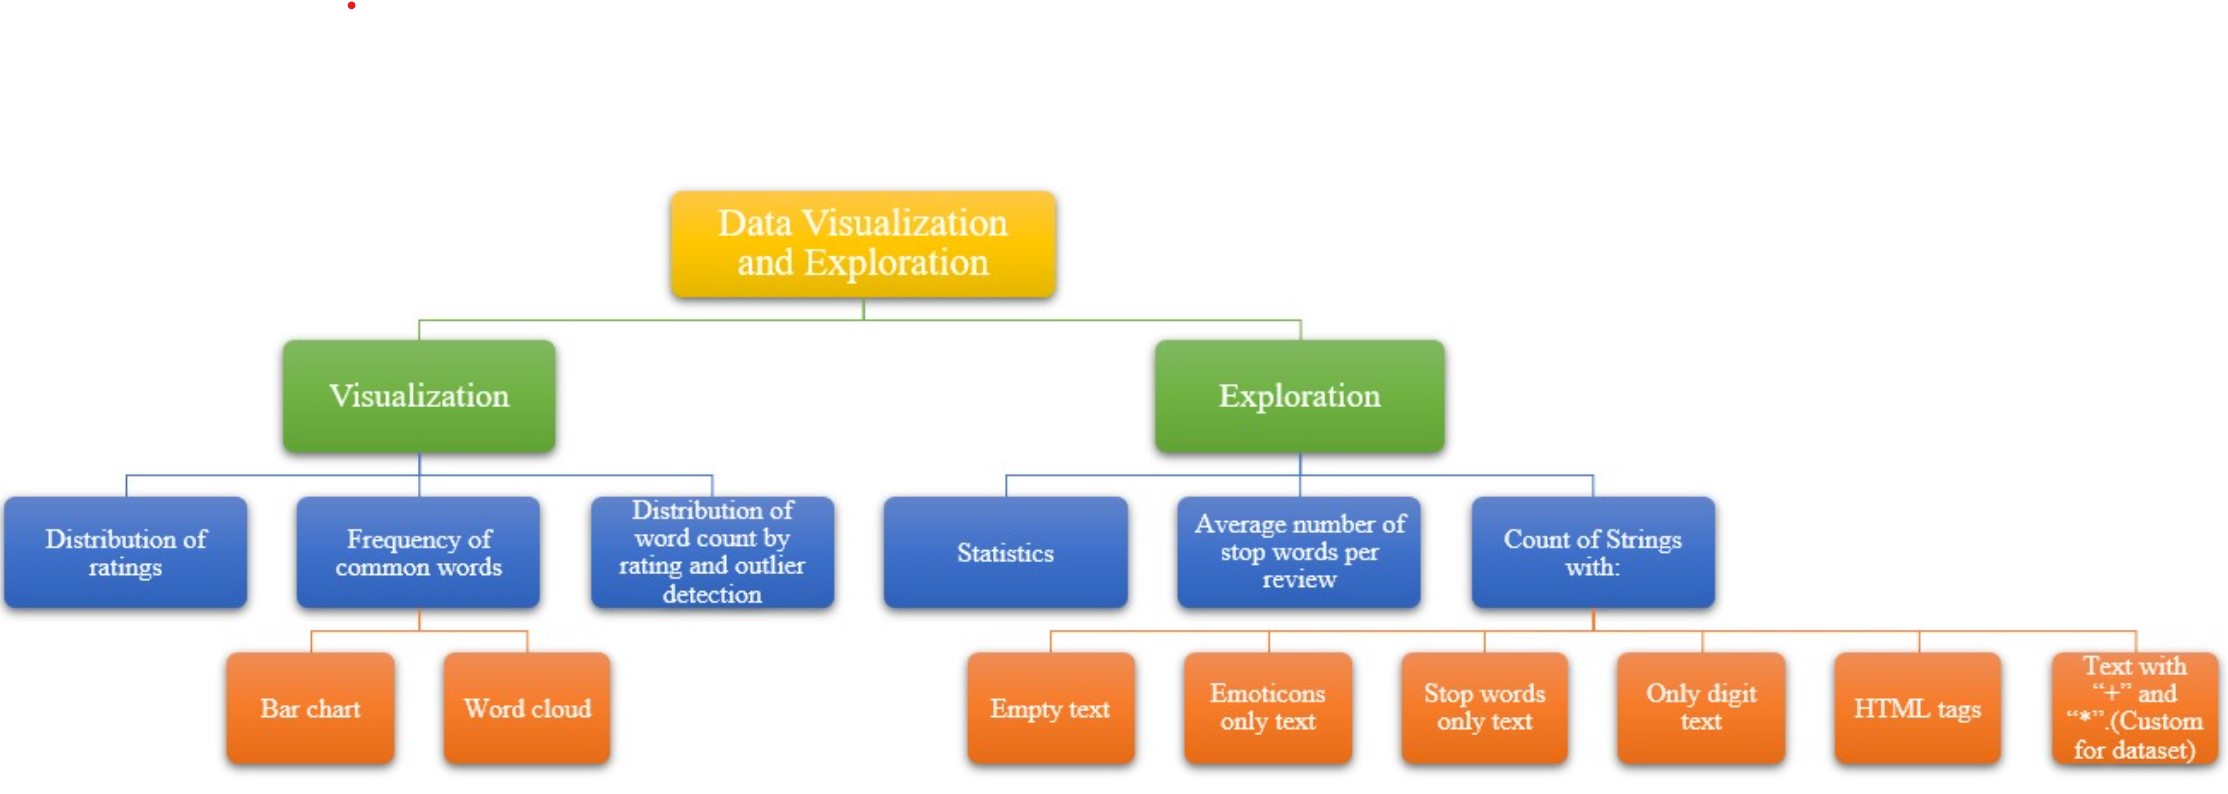 Data Visualization
and Exploration
Visualization
Exploration
Distribution of
ratings
Frequency of
common words
Distribution of
word count by
rating and outlier
detection
Statistics
Average number of
stop words per
review
Count of Strings
with:
Bar chart
Word cloud
Empty text
Emoticons
only text
Stop words
only text
Only digit
text
HTML tags
Text with
“+” and
“*”.(Custom
for dataset)